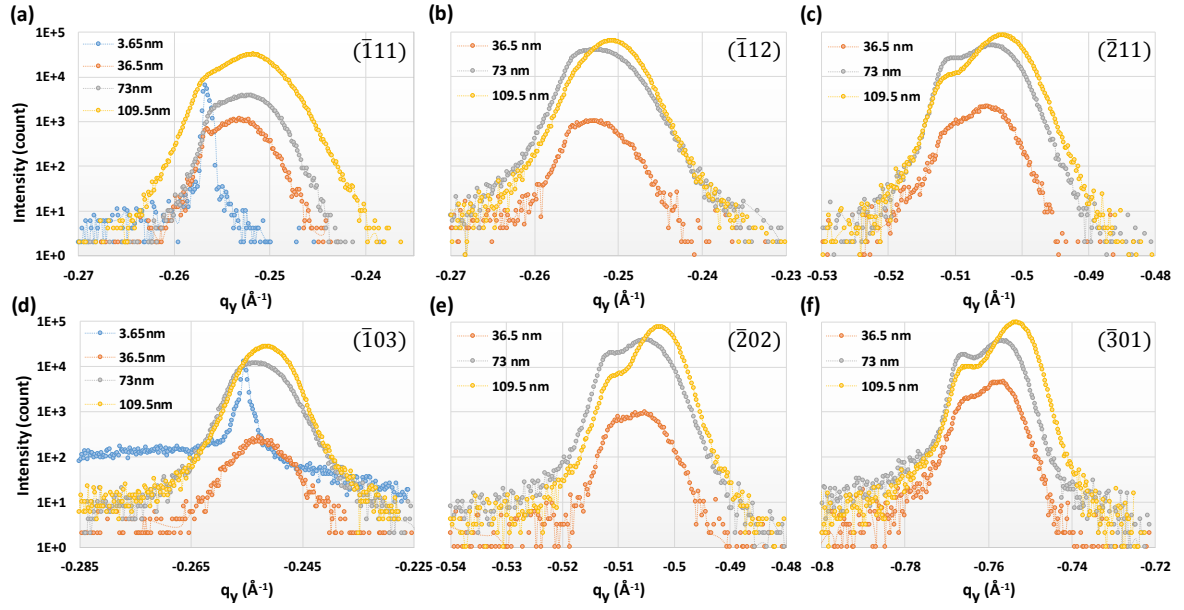 (a)
1E+5
1E+4
1E+3
1E+2
1E+1
1E+0
Intensity (count)
3.65nm
36.5nm
73nm
109.5nm
(1̅11)
-0.27 -0.26 -0.25 -0.24
qy (Å-1)
(b)
36.5 nm
73 nm
109.5 nm
(1̅12)
-0.27 -0.26 -0.25 -0.24 -0.23
qy (Å-1)
(c)
36.5 nm
73 nm
109.5 nm
(2̅11)
-0.53 -0.52 -0.51 -0.5 -0.49 -0.48
qy (Å-1)
(d)
1E+5
1E+4
1E+3
1E+2
1E+1
1E+0
Intensity (count)
3.65nm
36.5nm
73nm
109.5nm
(1̅03)
-0.285 -0.265 -0.245 -0.225
qy (Å-1)
(e)
36.5 nm
73 nm
109.5 nm
(2̅02)
-0.54 -0.53 -0.52 -0.51 -0.5 -0.49 -0.48
qy (Å-1)
(f)
36.5 nm
73 nm
109.5 nm
(3̅01)
-0.8 -0.78 -0.76 -0.74 -0.72
qy (Å-1)